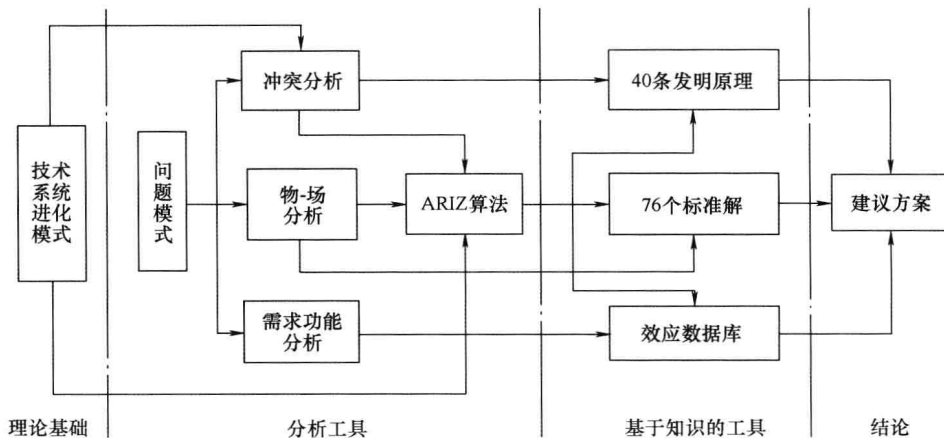 冲突分析
40条发明原理
技术
系统
进化
模式
问
题
模
式
物-场
分析
ARIZ算法
76个标准解
建议方案
需求功能
分析
效应数据库
理论基础
分析工具
基于知识的工具
结论